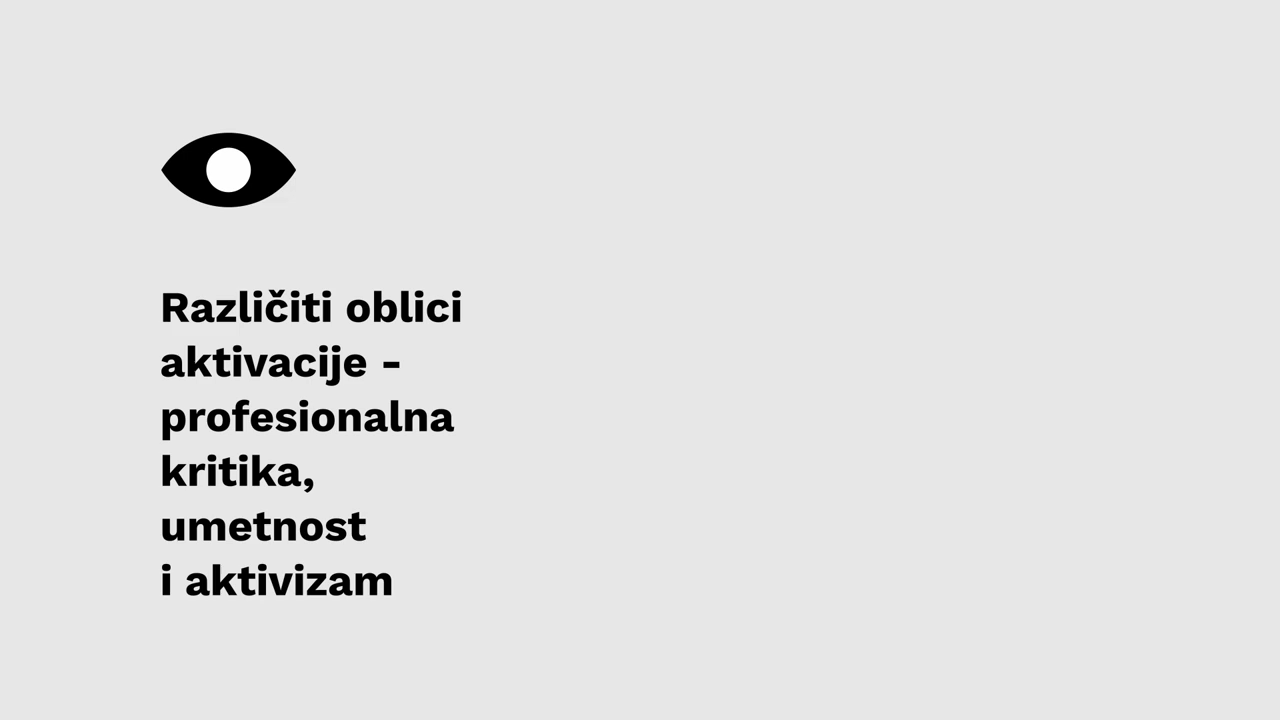 Različiti oblici
aktivacije -
profesionalna
kritika,
umetnost
i aktivizam